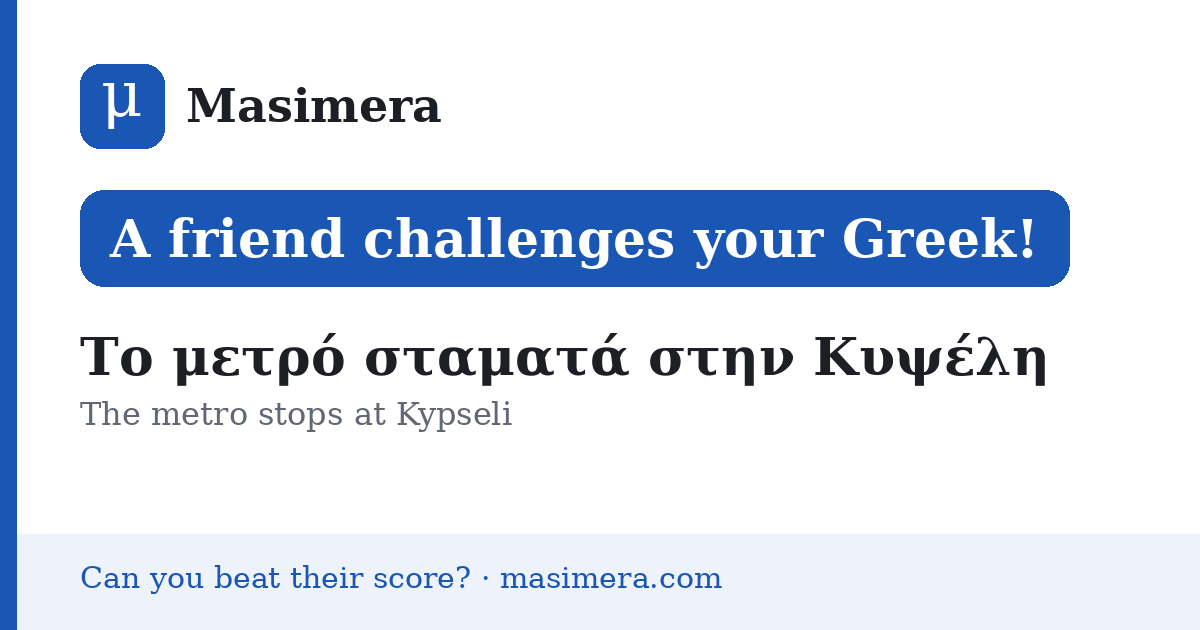 μ Masimera
A friend challenges your Greek!
Το μετρό σταματά στην Κυψέλη
The metro stops at Kypseli
Can you beat their score? · masimera.com